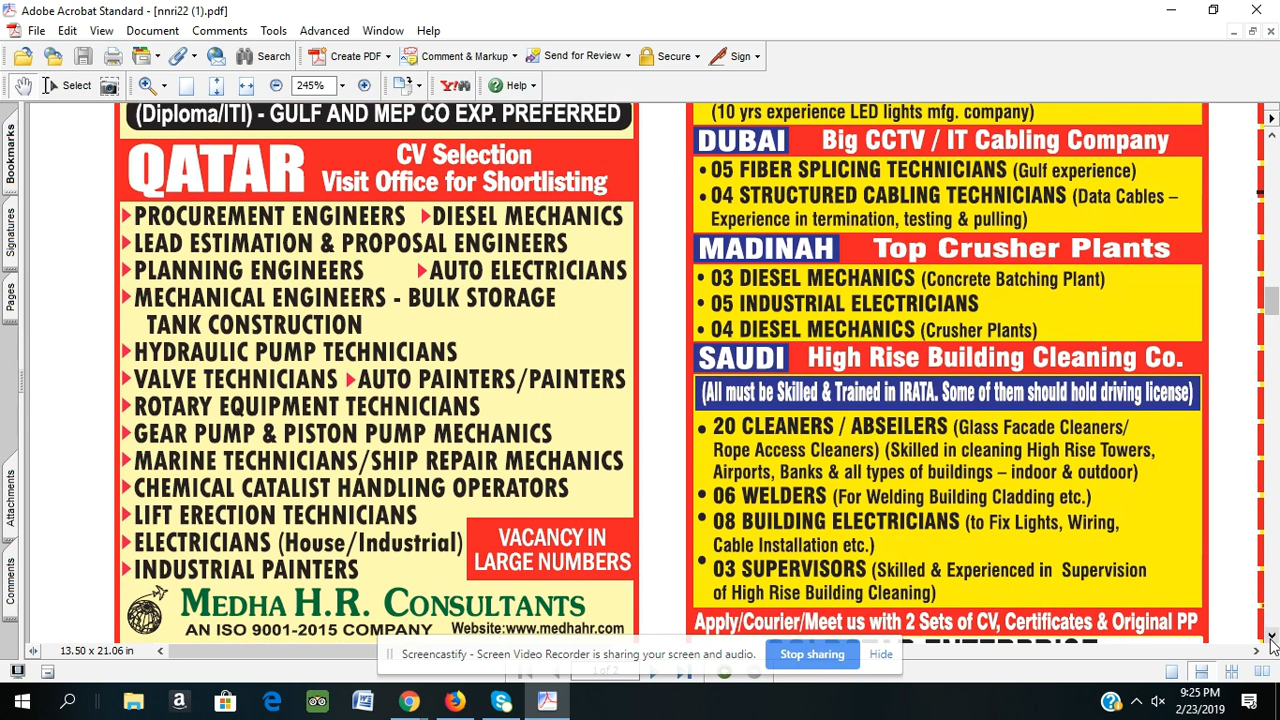 Adobe Acrobat Standard - [nnri22 (1).pdf]
File Edit View Document Comments Tools Advanced Window Help
Search Create PDF Comment & Markup Send for Review Secure Sign
Select 245% Y! Help
Bookmarks
Signatures
Pages
Attachments
Comments
(Diploma/ITI) - GULF AND MEP CO EXP. PREFERRED
QATAR
CV Selection
Visit Office for Shortlisting
PROCUREMENT ENGINEERS DIESEL MECHANICS
LEAD ESTIMATION & PROPOSAL ENGINEERS
PLANNING ENGINEERS AUTO ELECTRICIANS
MECHANICAL ENGINEERS - BULK STORAGE
TANK CONSTRUCTION
HYDRAULIC PUMP TECHNICIANS
VALVE TECHNICIANS AUTO PAINTERS/PAINTERS
ROTARY EQUIPMENT TECHNICIANS
GEAR PUMP & PISTON PUMP MECHANICS
MARINE TECHNICIANS/SHIP REPAIR MECHANICS
CHEMICAL CATALIST HANDLING OPERATORS
LIFT ERECTION TECHNICIANS
ELECTRICIANS (House/Industrial)
INDUSTRIAL PAINTERS
VACANCY IN
LARGE NUMBERS
MEDHA H.R. CONSULTANTS
AN ISO 9001-2015 COMPANY Website:www.medhahr.com
(10 yrs experience LED lights mfg. company)
DUBAI Big CCTV / IT Cabling Company
• 05 FIBER SPLICING TECHNICIANS (Gulf experience)
• 04 STRUCTURED CABLING TECHNICIANS (Data Cables –
Experience in termination, testing & pulling)
MADINAH Top Crusher Plants
• 03 DIESEL MECHANICS (Concrete Batching Plant)
• 05 INDUSTRIAL ELECTRICIANS
• 04 DIESEL MECHANICS (Crusher Plants)
SAUDI High Rise Building Cleaning Co.
(All must be Skilled & Trained in IRATA. Some of them should hold driving license)
• 20 CLEANERS / ABSEILERS (Glass Facade Cleaners/
Rope Access Cleaners) (Skilled in cleaning High Rise Towers,
Airports, Banks & all types of buildings – indoor & outdoor)
• 06 WELDERS (For Welding Building Cladding etc.)
• 08 BUILDING ELECTRICIANS (to Fix Lights, Wiring,
Cable Installation etc.)
• 03 SUPERVISORS (Skilled & Experienced in Supervision
of High Rise Building Cleaning)
Apply/Courier/Meet us with 2 Sets of CV, Certificates & Original PP
13.50 x 21.06 in
Screencastify - Screen Video Recorder is sharing your screen and audio. Stop sharing Hide
1 of 2
9:25 PM
2/23/2019